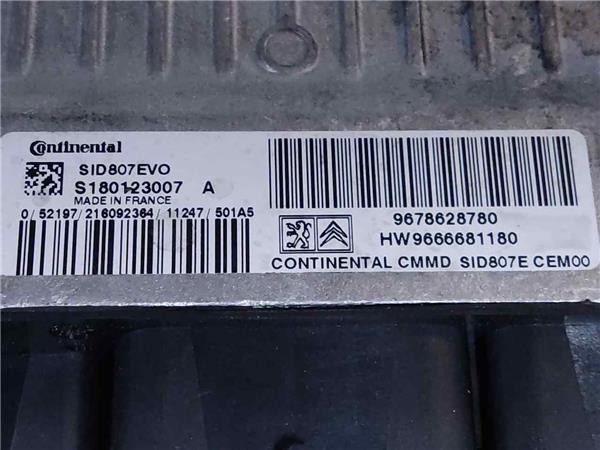 Continental
SID807EVO
S180123007 A
MADE IN FRANCE
0/52197/216092364/11247/501A5
9678628780
HW9666681180
CONTINENTAL CMMD SID807E CEM00